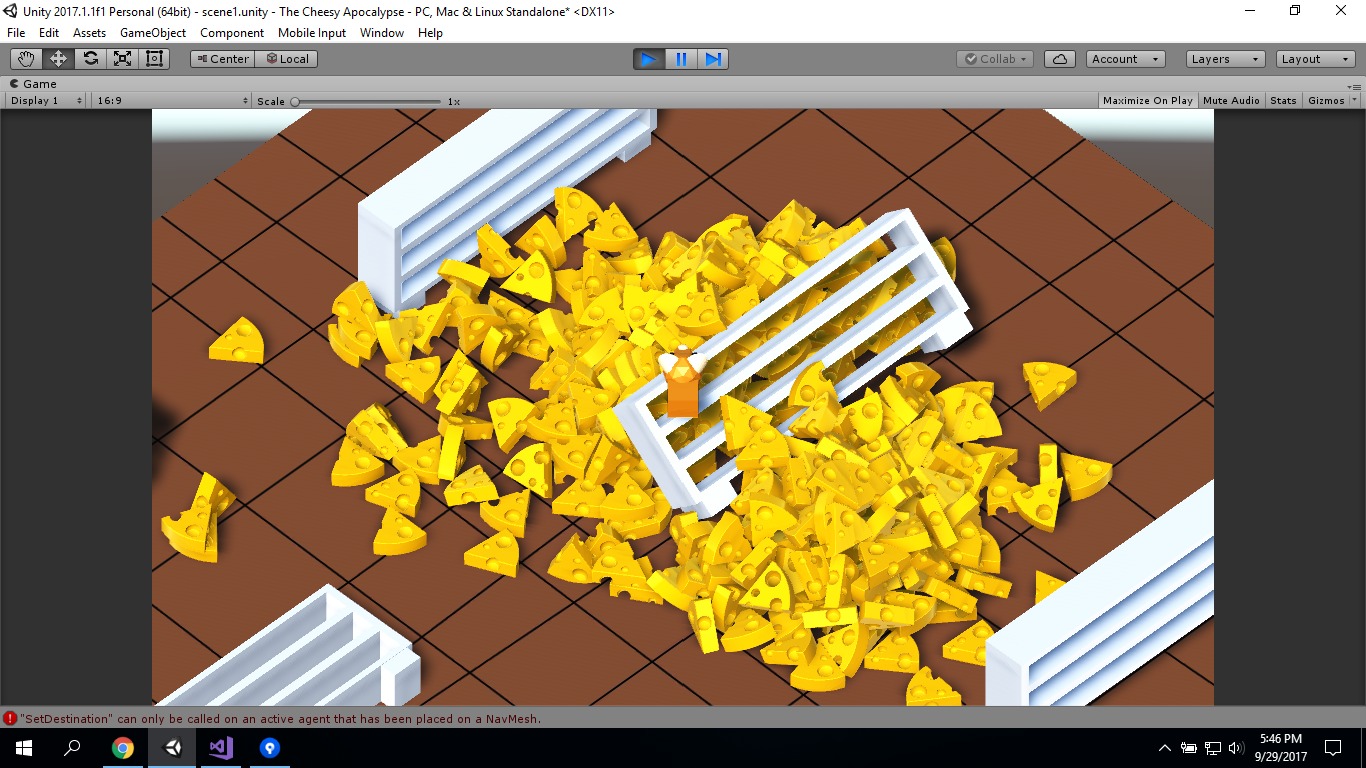 Unity 2017.1.1f1 Personal (64bit) - scene1.unity - The Cheesy Apocalypse - PC, Mac & Linux Standalone* <DX11>
File Edit Assets GameObject Component Mobile Input Window Help
Center Local Collab Account Layers Layout
Game
Display 1 16:9 Scale 1x Maximize On Play Mute Audio Stats Gizmos
"SetDestination" can only be called on an active agent that has been placed on a NavMesh.
5:46 PM
9/29/2017